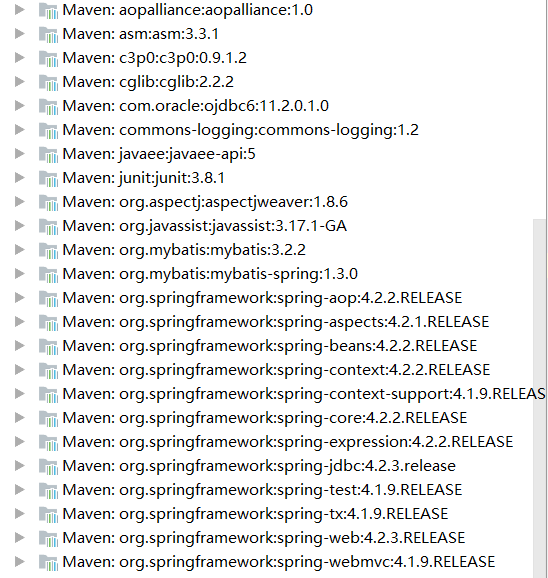 Maven: aopalliance:aopalliance:1.0
Maven: asm:asm:3.3.1
Maven: c3p0:c3p0:0.9.1.2
Maven: cglib:cglib:2.2.2
Maven: com.oracle:ojdbc6:11.2.0.1.0
Maven: commons-logging:commons-logging:1.2
Maven: javaee:javaee-api:5
Maven: junit:junit:3.8.1
Maven: org.aspectj:aspectjweaver:1.8.6
Maven: org.javassist:javassist:3.17.1-GA
Maven: org.mybatis:mybatis:3.2.2
Maven: org.mybatis:mybatis-spring:1.3.0
Maven: org.springframework:spring-aop:4.2.2.RELEASE
Maven: org.springframework:spring-aspects:4.2.1.RELEASE
Maven: org.springframework:spring-beans:4.2.2.RELEASE
Maven: org.springframework:spring-context:4.2.2.RELEASE
Maven: org.springframework:spring-context-support:4.1.9.RELEAS
Maven: org.springframework:spring-core:4.2.2.RELEASE
Maven: org.springframework:spring-expression:4.2.2.RELEASE
Maven: org.springframework:spring-jdbc:4.2.3.release
Maven: org.springframework:spring-test:4.1.9.RELEASE
Maven: org.springframework:spring-tx:4.1.9.RELEASE
Maven: org.springframework:spring-web:4.2.3.RELEASE
Maven: org.springframework:spring-webmvc:4.1.9.RELEASE